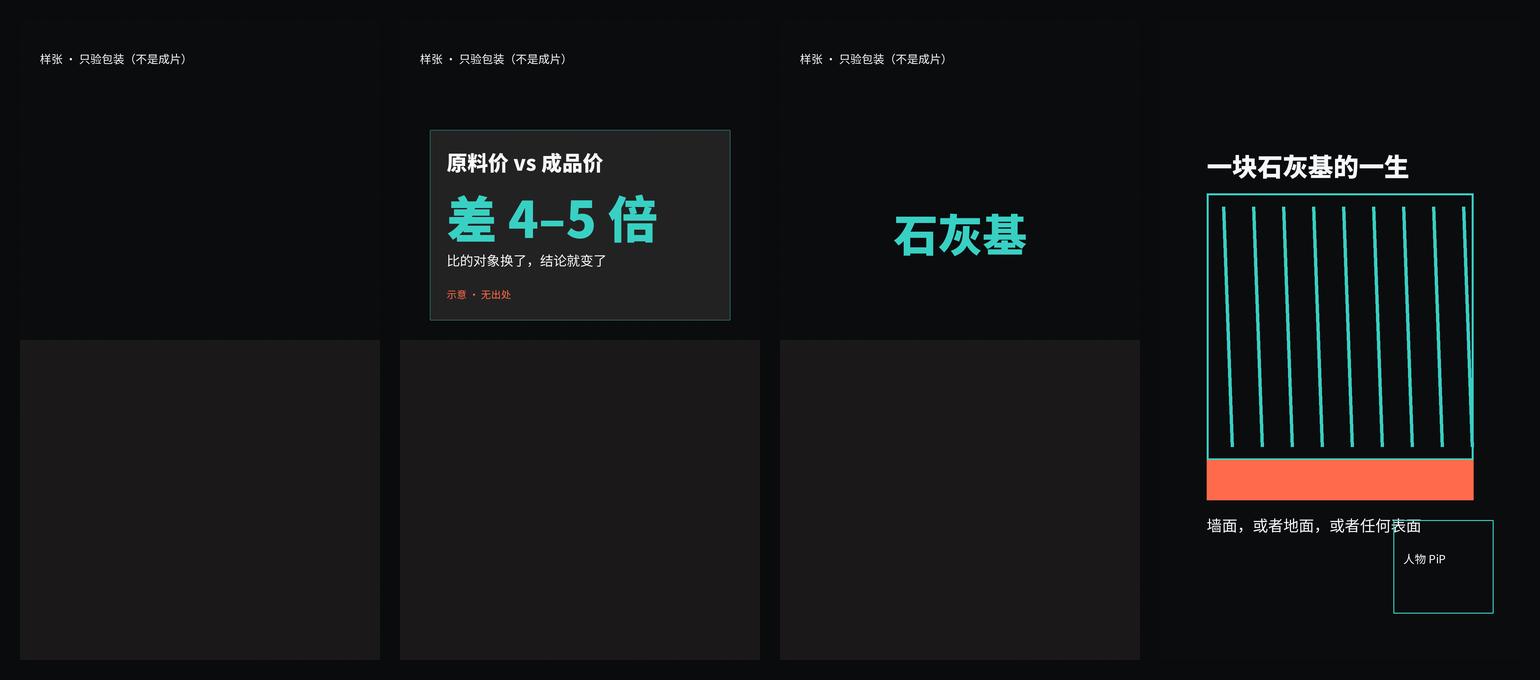 样张 · 只验包装（不是成片）
样张 · 只验包装（不是成片）
原料价 vs 成品价
差 4–5 倍
比的对象换了，结论就变了
示意 · 无出处
样张 · 只验包装（不是成片）
石灰基
一块石灰基的一生
墙面，或者地面，或者任何表面
人物 PiP